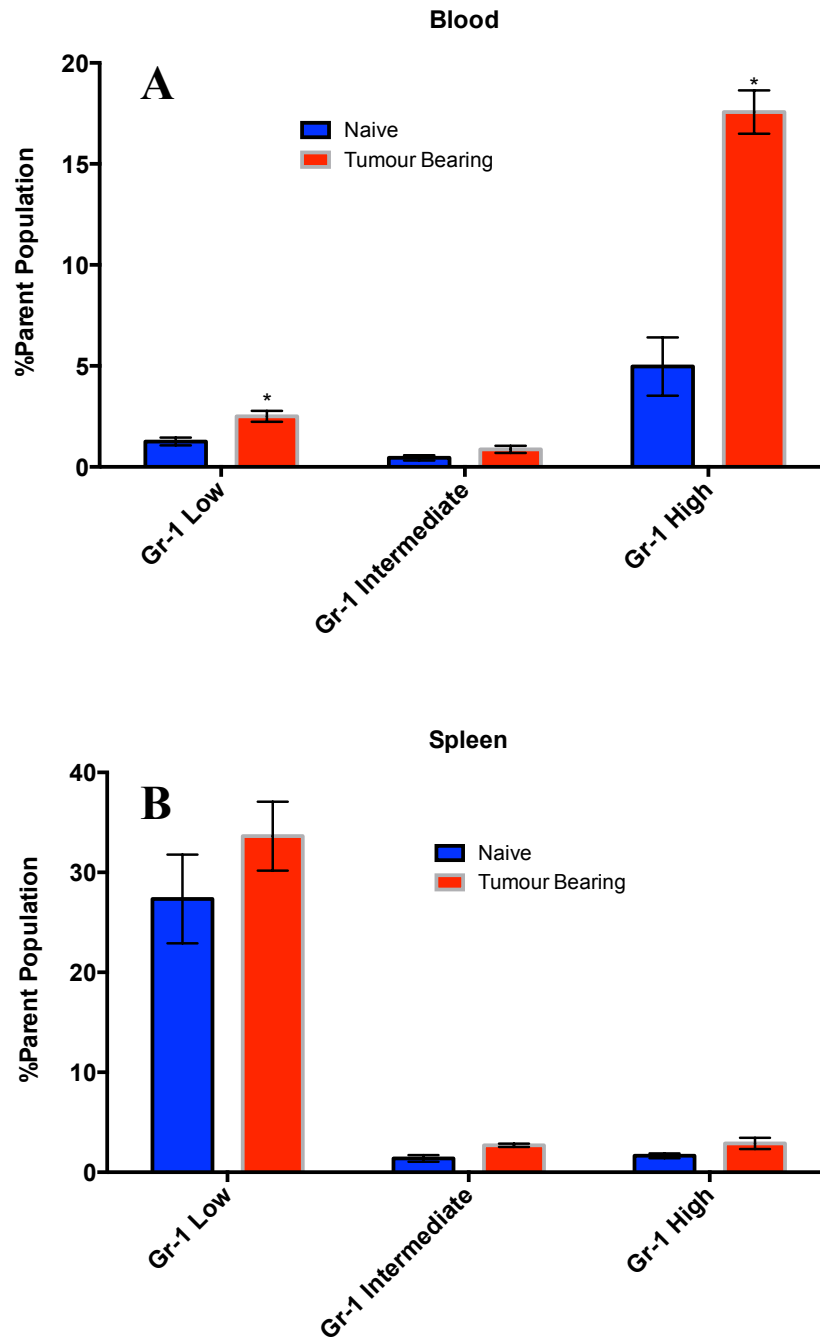 Blood
A
20
15
10
5
0
%Parent Population
Naive
Tumour Bearing
*
*
Gr-1 Low
Gr-1 Intermediate
Gr-1 High
Spleen
B
40
30
20
10
0
%Parent Population
Naive
Tumour Bearing
Gr-1 Low
Gr-1 Intermediate
Gr-1 High